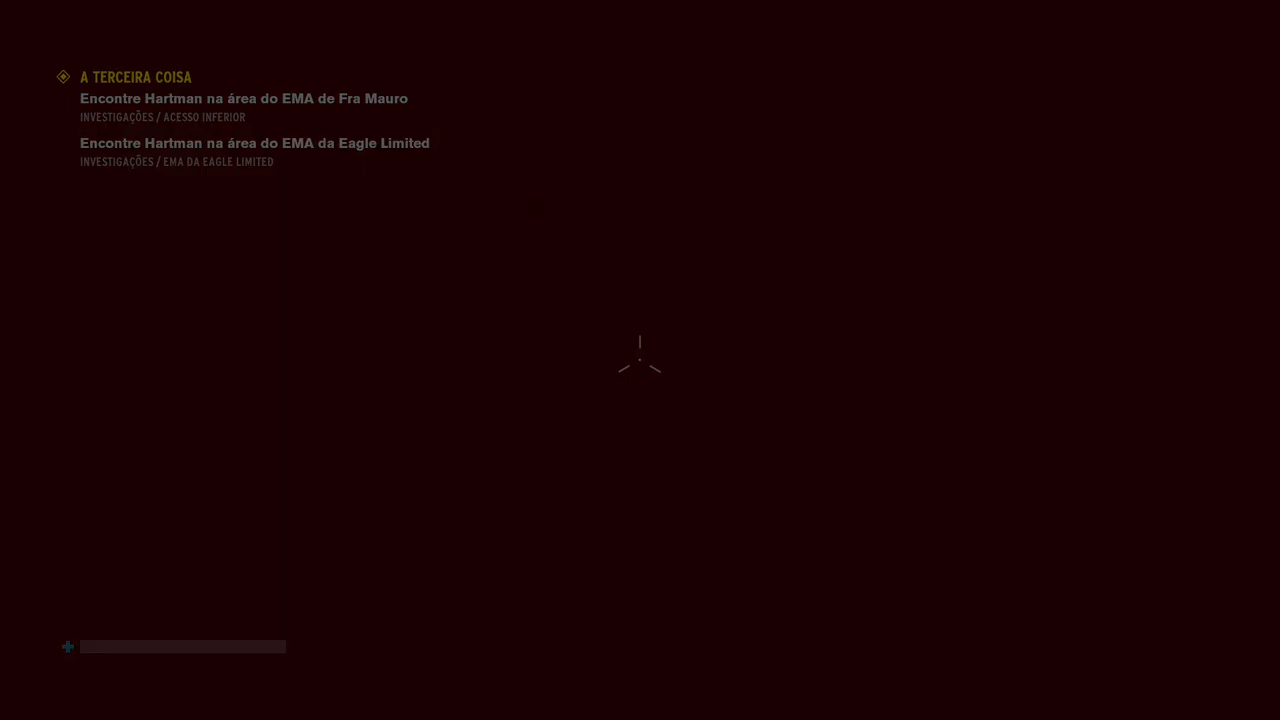 A TERCEIRA COISA
Encontre Hartman na área do EMA de Fra Mauro
INVESTIGAÇÕES / ACESSO INFERIOR
Encontre Hartman na área do EMA da Eagle Limited
INVESTIGAÇÕES / EMA DA EAGLE LIMITED